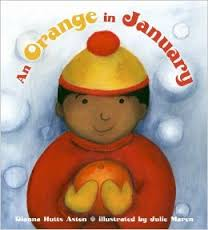 An Orange in January
Dianna Hutts Aston • illustrated by Julie Maren